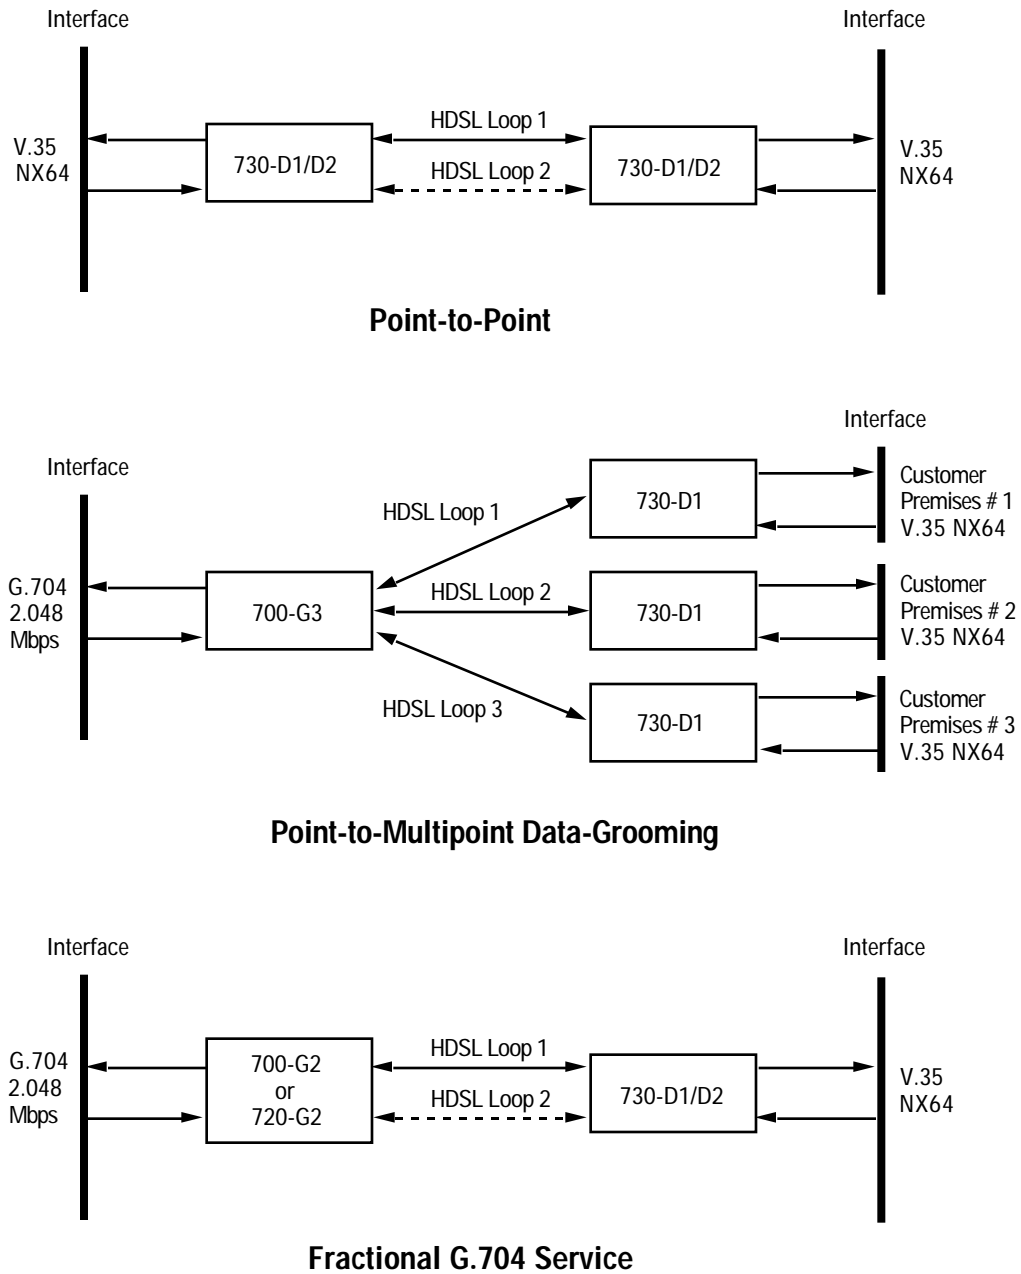 Interface
Interface
HDSL Loop 1
V.35
NX64
730-D1/D2
HDSL Loop 2
730-D1/D2
V.35
NX64
Point-to-Point
Interface
Interface
HDSL Loop 1
730-D1
Customer
Premises # 1
V.35 NX64
G.704
2.048
Mbps
700-G3
HDSL Loop 2
730-D1
Customer
Premises # 2
V.35 NX64
HDSL Loop 3
730-D1
Customer
Premises # 3
V.35 NX64
Point-to-Multipoint Data-Grooming
Interface
Interface
G.704
2.048
Mbps
700-G2
or
720-G2
HDSL Loop 1
HDSL Loop 2
730-D1/D2
V.35
NX64
Fractional G.704 Service